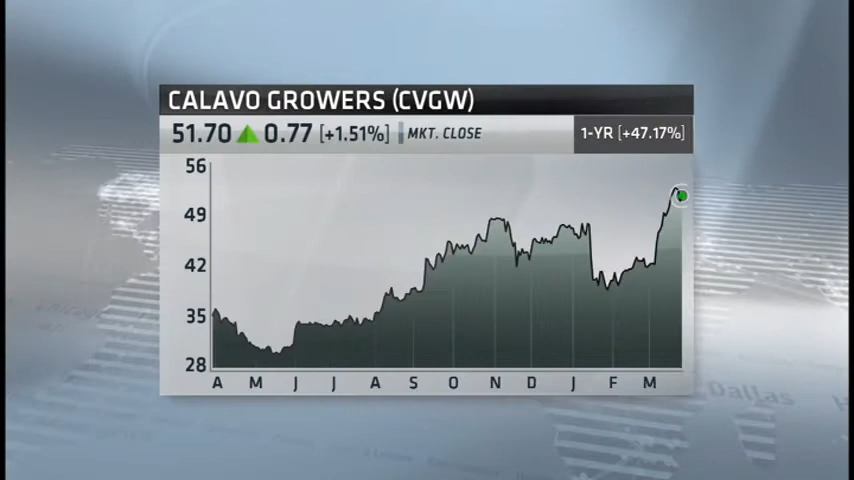 CALAVO GROWERS (CVGW)
51.70 0.77 [+1.51%] MKT. CLOSE 1-YR [+47.17%]
56
49
42
35
28
A M J J A S O N D J F M
Dallas